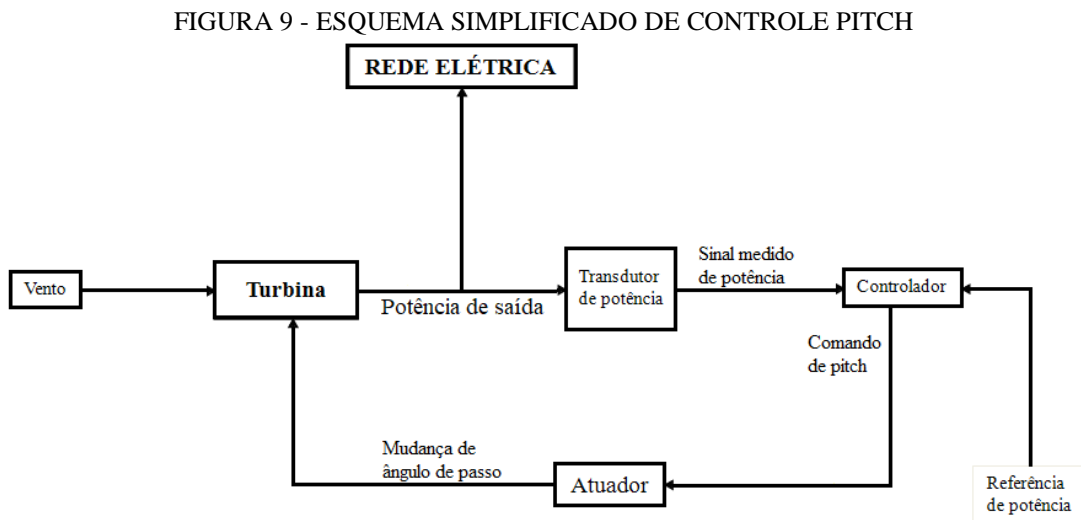 FIGURA 9 - ESQUEMA SIMPLIFICADO DE CONTROLE PITCH
REDE ELÉTRICA
Vento
Turbina
Potência de saída
Transdutor
de potência
Sinal medido
de potência
Controlador
Comando
de pitch
Mudança de
ângulo de passo
Atuador
Referência
de potência